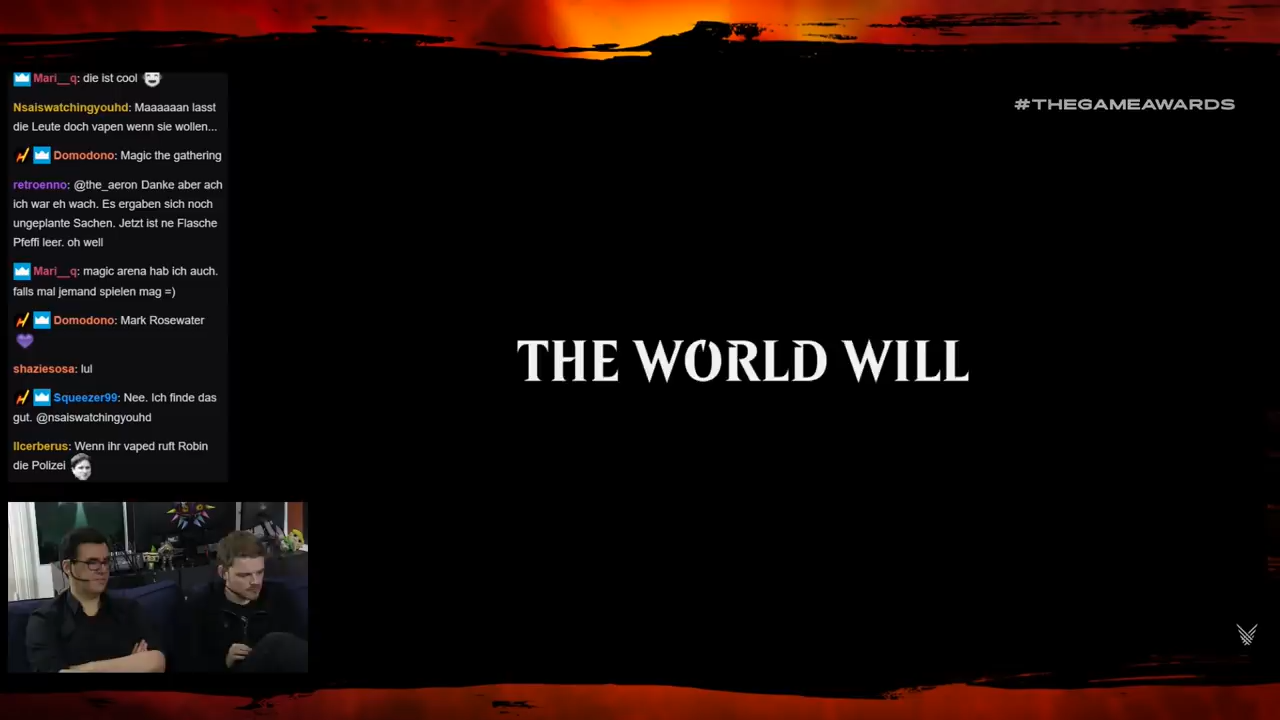 Mari__q: die ist cool
Nsaiswatchingyouhd: Maaaaaan lasst
die Leute doch vapen wenn sie wollen...
Domodono: Magic the gathering
retroenno: @the_aeron Danke aber ach
ich war eh wach. Es ergaben sich noch
ungeplante Sachen. Jetzt ist ne Flasche
Pfeffi leer. oh well
Mari__q: magic arena hab ich auch.
falls mal jemand spielen mag =)
Domodono: Mark Rosewater
shaziesosa: lul
Squeezer99: Nee. Ich finde das
gut. @nsaiswatchingyouhd
IIcerberus: Wenn ihr vaped ruft Robin
die Polizei
#THEGAMEAWARDS
THE WORLD WILL